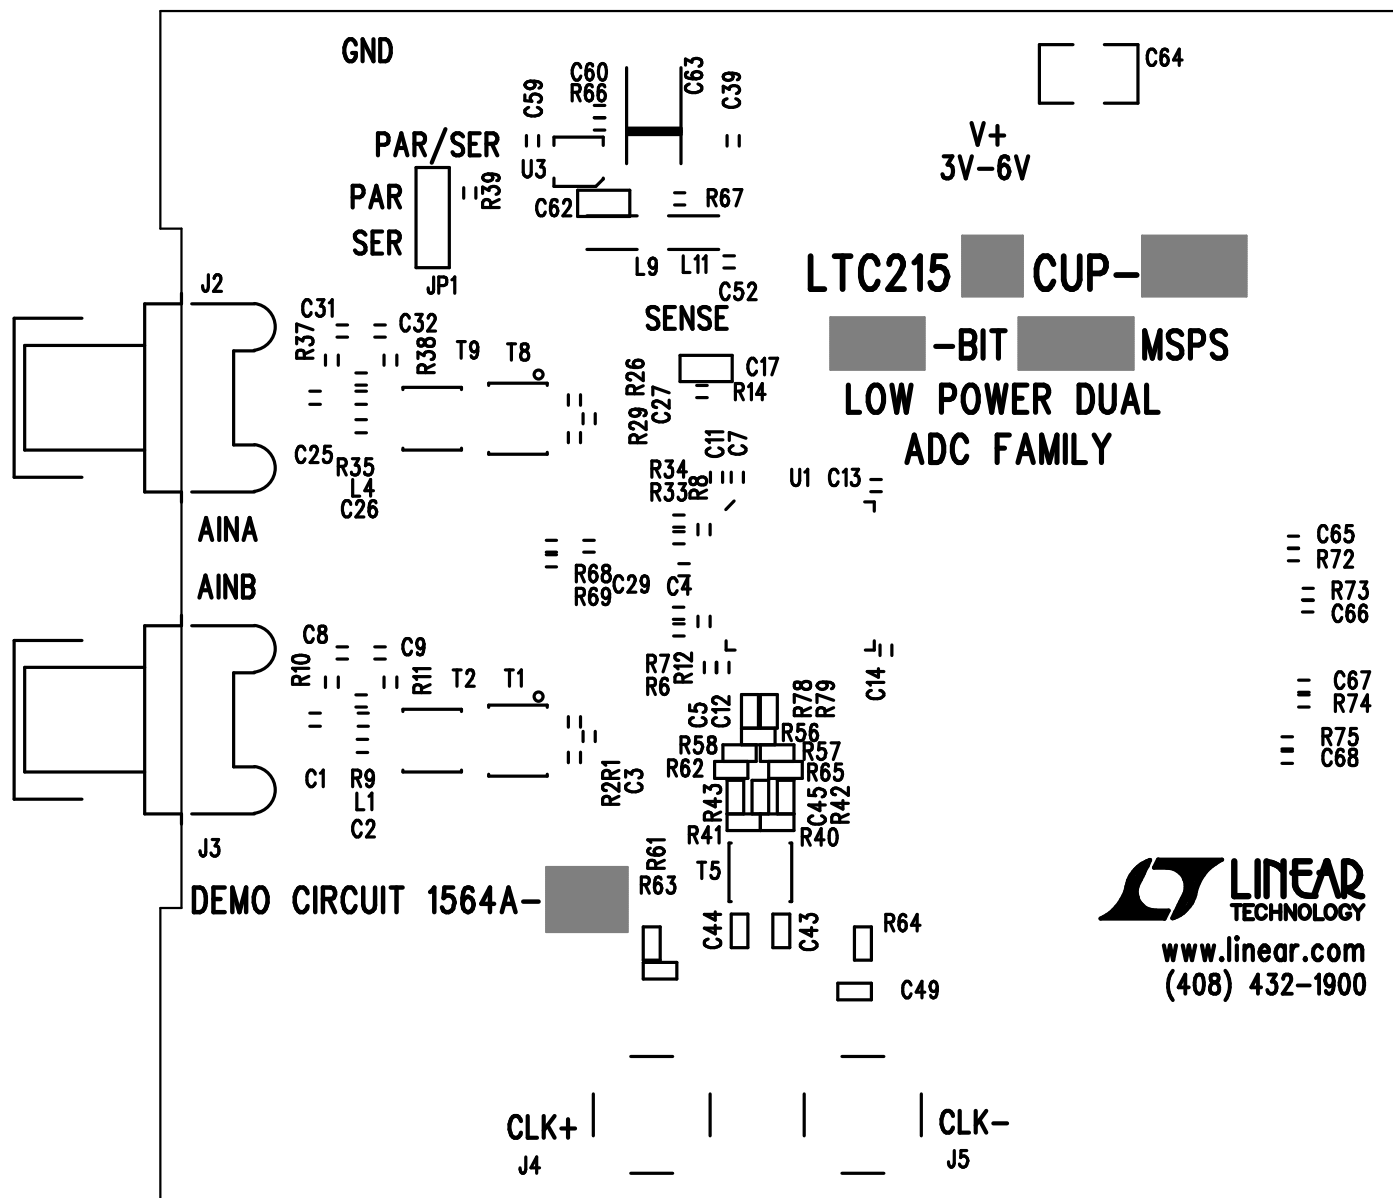 GND
C59
C60
R66
C63
C39
C64
V+
3V-6V
PAR/SER
U3
PAR
R39
SER
C62
R67
JP1
L9
L11
C52
LTC215 CUP-
-BIT MSPS
LOW POWER DUAL
ADC FAMILY
SENSE
J2
C31
C32
R37
R38
T9
T8
R26
C27
R29
C17
R14
C25
R35
L4
C26
R34
R33
R8
C11
C7
U1
C13
AINA
AINB
R68
R69
C29
C4
C65
R72
R73
C66
C67
R74
R75
C68
C8
C9
R10
R11
T2
T1
R7
R6
R12
C14
C5
C12
R78
R79
R56
R58
R57
R62
R65
R43
C45
R42
R41
R40
C1
R9
L1
C2
R2
R1
C3
J3
R61
R63
T5
DEMO CIRCUIT 1564A-
C44
C43
R64
C49
LINEAR
TECHNOLOGY
www.linear.com
(408) 432-1900
CLK+
J4
CLK-
J5